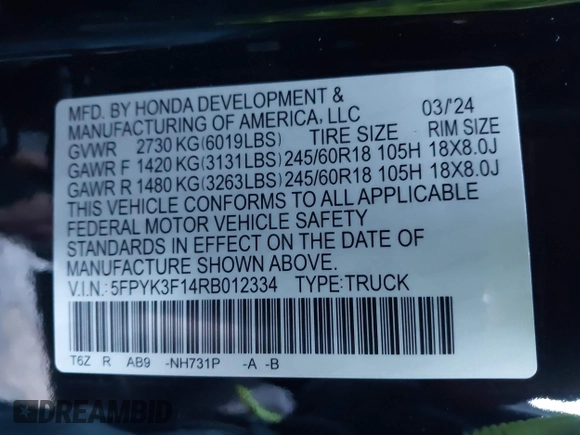 MFD. BY HONDA DEVELOPMENT & 03/'24
MANUFACTURING OF AMERICA, LLC
GVWR 2730 KG(6019LBS) TIRE SIZE RIM SIZE
GAWR F 1420 KG(3131LBS) 245/60R18 105H 18X8.0J
GAWR R 1480 KG(3263LBS) 245/60R18 105H 18X8.0J
THIS VEHICLE CONFORMS TO ALL APPLICABLE
FEDERAL MOTOR VEHICLE SAFETY
STANDARDS IN EFFECT ON THE DATE OF
MANUFACTURE SHOWN ABOVE.
V.I.N.: 5FPYK3F14RB012334 TYPE:TRUCK
T6Z R AB9 -NH731P -A -B
DREAMBID